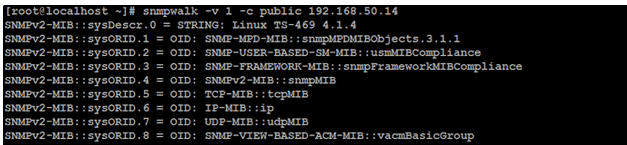 [root@localhost ~]# snmpwalk -v 1 -c public 192.168.50.14
SNMPv2-MIB::sysDescr.0 = STRING: Linux TS-469 4.1.4
SNMPv2-MIB::sysORID.1 = OID: SNMP-MPD-MIB::snmpMPDMIBObjects.3.1.1
SNMPv2-MIB::sysORID.2 = OID: SNMP-USER-BASED-SM-MIB::usmMIBCompliance
SNMPv2-MIB::sysORID.3 = OID: SNMP-FRAMEWORK-MIB::snmpFrameworkMIBCompliance
SNMPv2-MIB::sysORID.4 = OID: SNMPv2-MIB::snmpMIB
SNMPv2-MIB::sysORID.5 = OID: TCP-MIB::tcpMIB
SNMPv2-MIB::sysORID.6 = OID: IP-MIB::ip
SNMPv2-MIB::sysORID.7 = OID: UDP-MIB::udpMIB
SNMPv2-MIB::sysORID.8 = OID: SNMP-VIEW-BASED-ACM-MIB::vacmBasicGroup